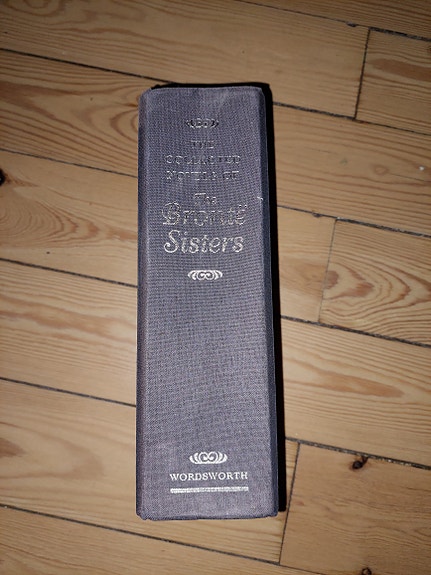 THE
COLLECTED
NOVELS OF
The
Brontë
Sisters
WORDSWORTH